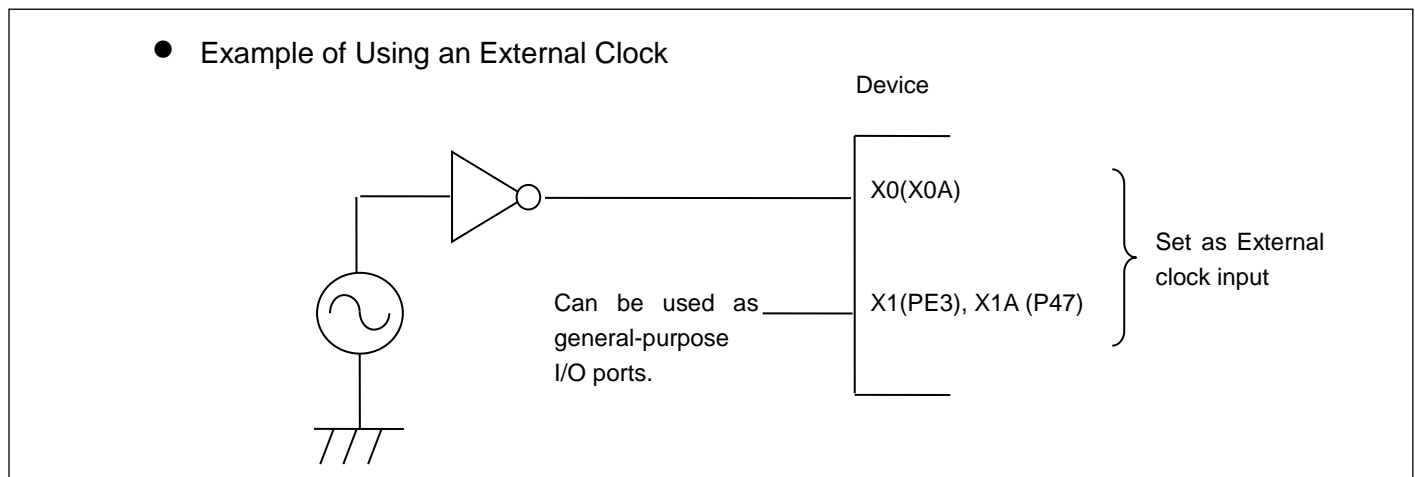 ● Example of Using an External Clock
Device
X0(X0A)
Set as External
clock input
Can be used as
general-purpose
I/O ports.
X1(PE3), X1A (P47)